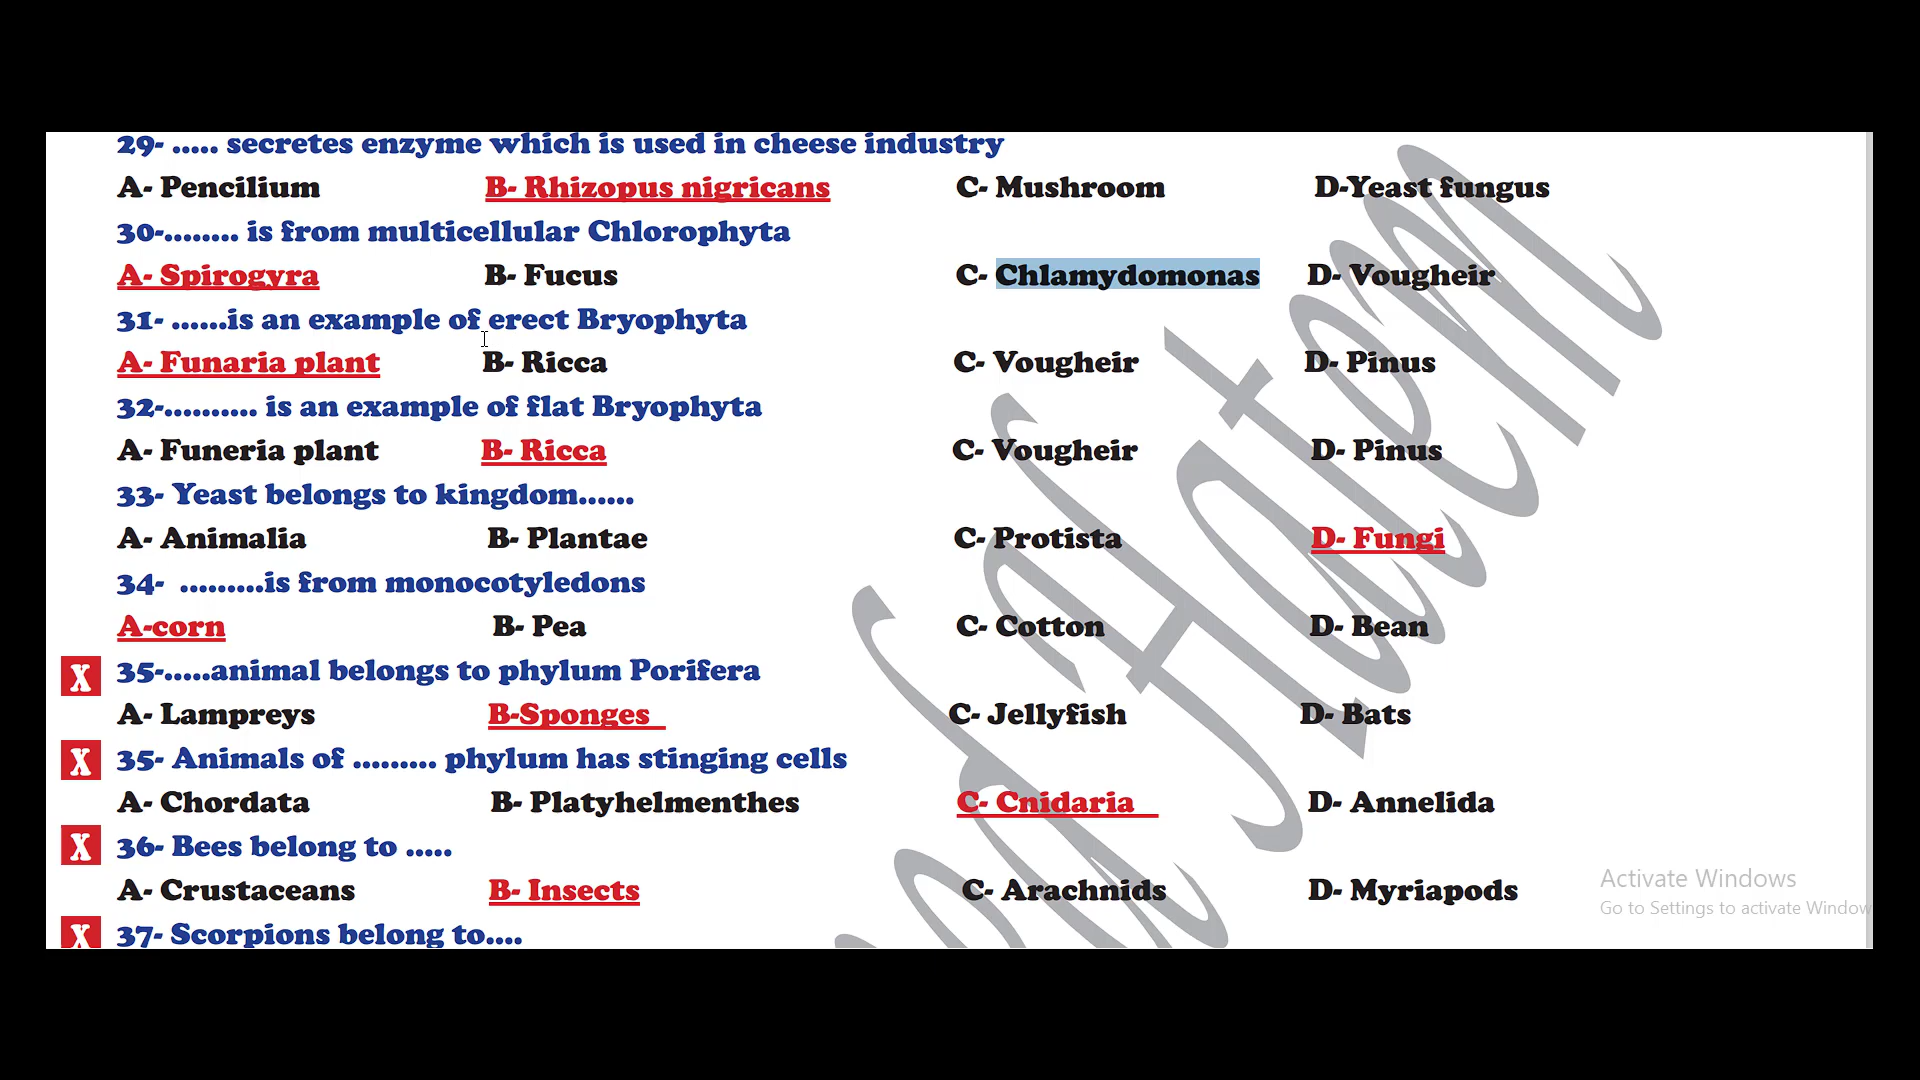 29- ..... secretes enzyme which is used in cheese industry
A- Pencilium B- Rhizopus nigricans C- Mushroom D-Yeast fungus
30-........ is from multicellular Chlorophyta
A- Spirogyra B- Fucus C- Chlamydomonas D- Vougheir
31- ......is an example of erect Bryophyta
A- Funaria plant B- Ricca C- Vougheir D- Pinus
32-.......... is an example of flat Bryophyta
A- Funeria plant B- Ricca C- Vougheir D- Pinus
33- Yeast belongs to kingdom......
A- Animalia B- Plantae C- Protista D- Fungi
34- .........is from monocotyledons
A-corn B- Pea C- Cotton D- Bean
X 35-.....animal belongs to phylum Porifera
A- Lampreys B-Sponges C- Jellyfish D- Bats
X 35- Animals of ......... phylum has stinging cells
A- Chordata B- Platyhelmenthes C- Cnidaria D- Annelida
X 36- Bees belong to .....
A- Crustaceans B- Insects C- Arachnids D- Myriapods
X 37- Scorpions belong to....
Hatem
Activate Windows
Go to Settings to activate Window